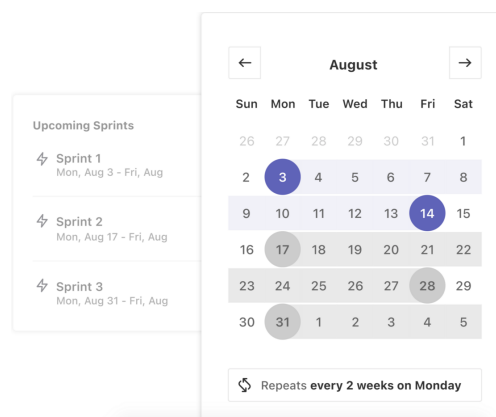 Upcoming Sprints
Sprint 1
Mon, Aug 3 - Fri, Aug
Sprint 2
Mon, Aug 17 - Fri, Aug
Sprint 3
Mon, Aug 31 - Fri, Aug
August
Sun Mon Tue Wed Thu Fri Sat
26 27 28 29 30 31 1
2 3 4 5 6 7 8
9 10 11 12 13 14 15
16 17 18 19 20 21 22
23 24 25 26 27 28 29
30 31 1 2 3 4 5
Repeats every 2 weeks on Monday